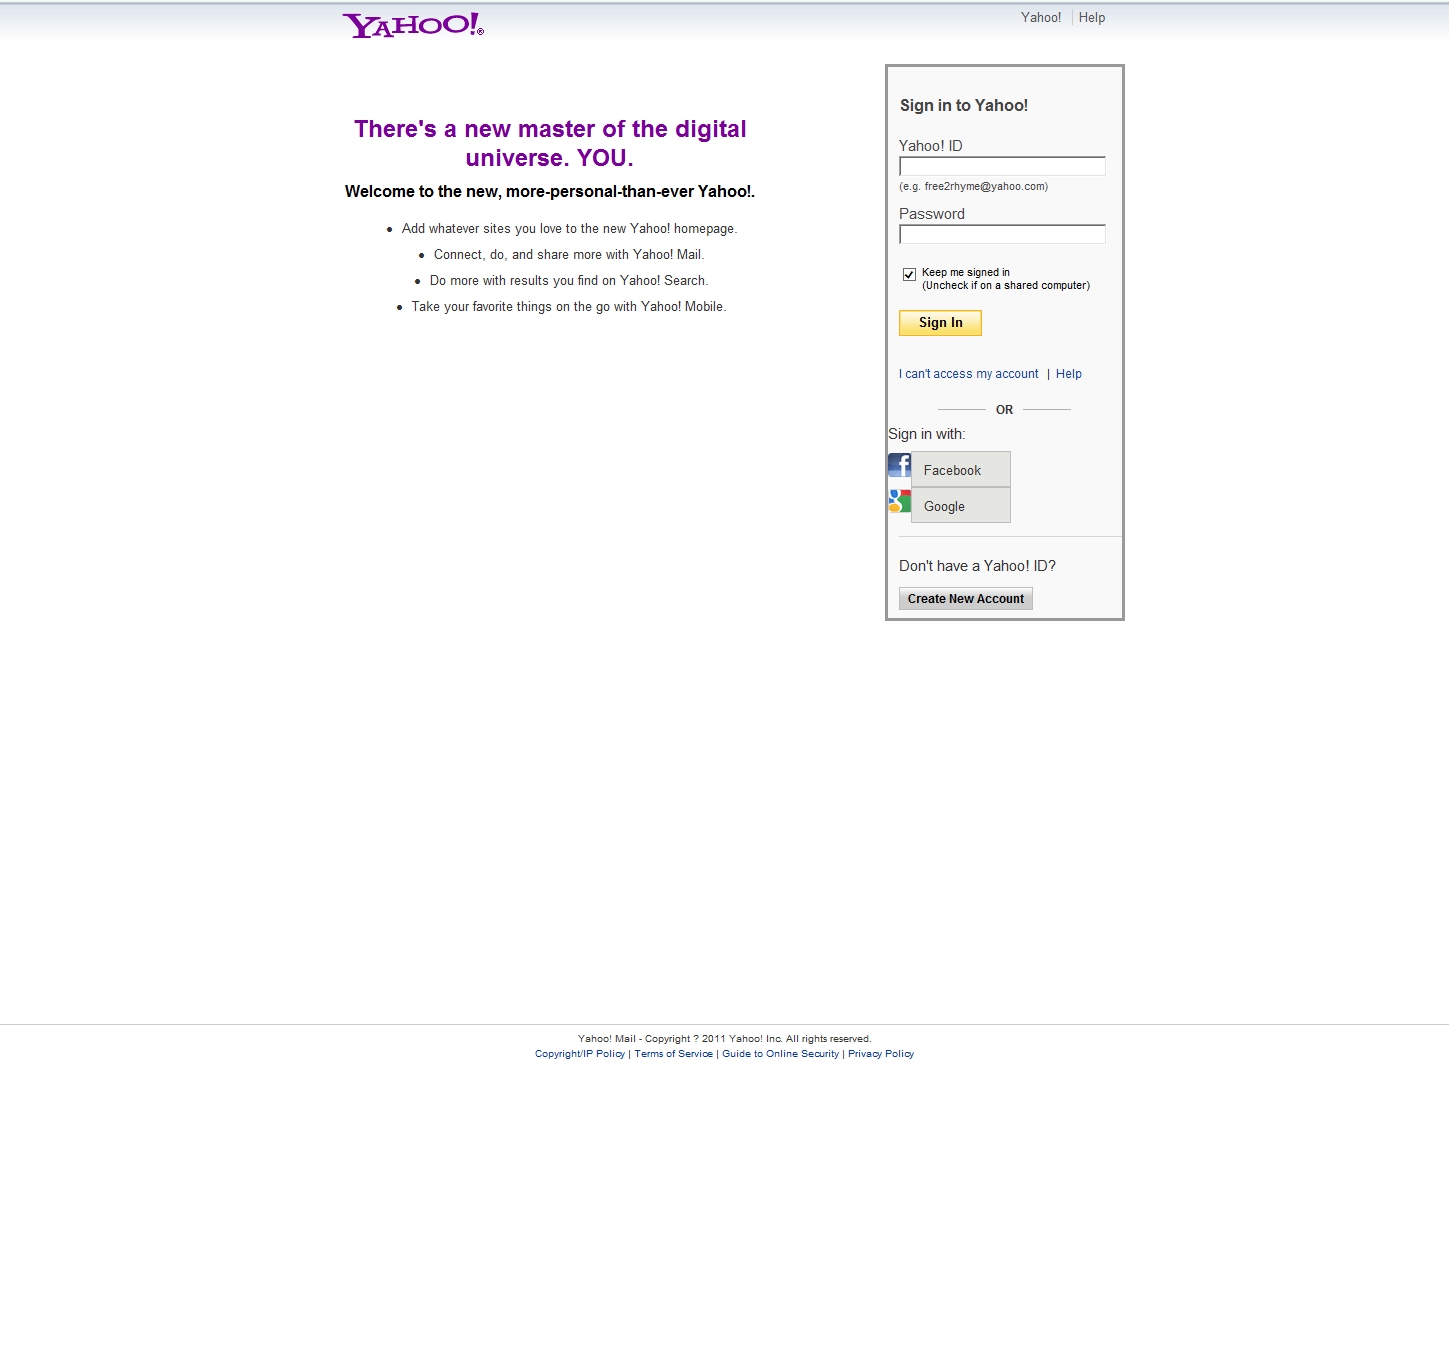 YAHOO!®
Yahoo! Help
There's a new master of the digital
universe. YOU.
Welcome to the new, more-personal-than-ever Yahoo!.
• Add whatever sites you love to the new Yahoo! homepage.
• Connect, do, and share more with Yahoo! Mail.
• Do more with results you find on Yahoo! Search.
• Take your favorite things on the go with Yahoo! Mobile.
Sign in to Yahoo!
Yahoo! ID
(e.g. free2rhyme@yahoo.com)
Password
Keep me signed in
(Uncheck if on a shared computer)
Sign In
I can't access my account | Help
OR
Sign in with:
Facebook
Google
Don't have a Yahoo! ID?
Create New Account
Yahoo! Mail - Copyright ? 2011 Yahoo! Inc. All rights reserved.
Copyright/IP Policy | Terms of Service | Guide to Online Security | Privacy Policy